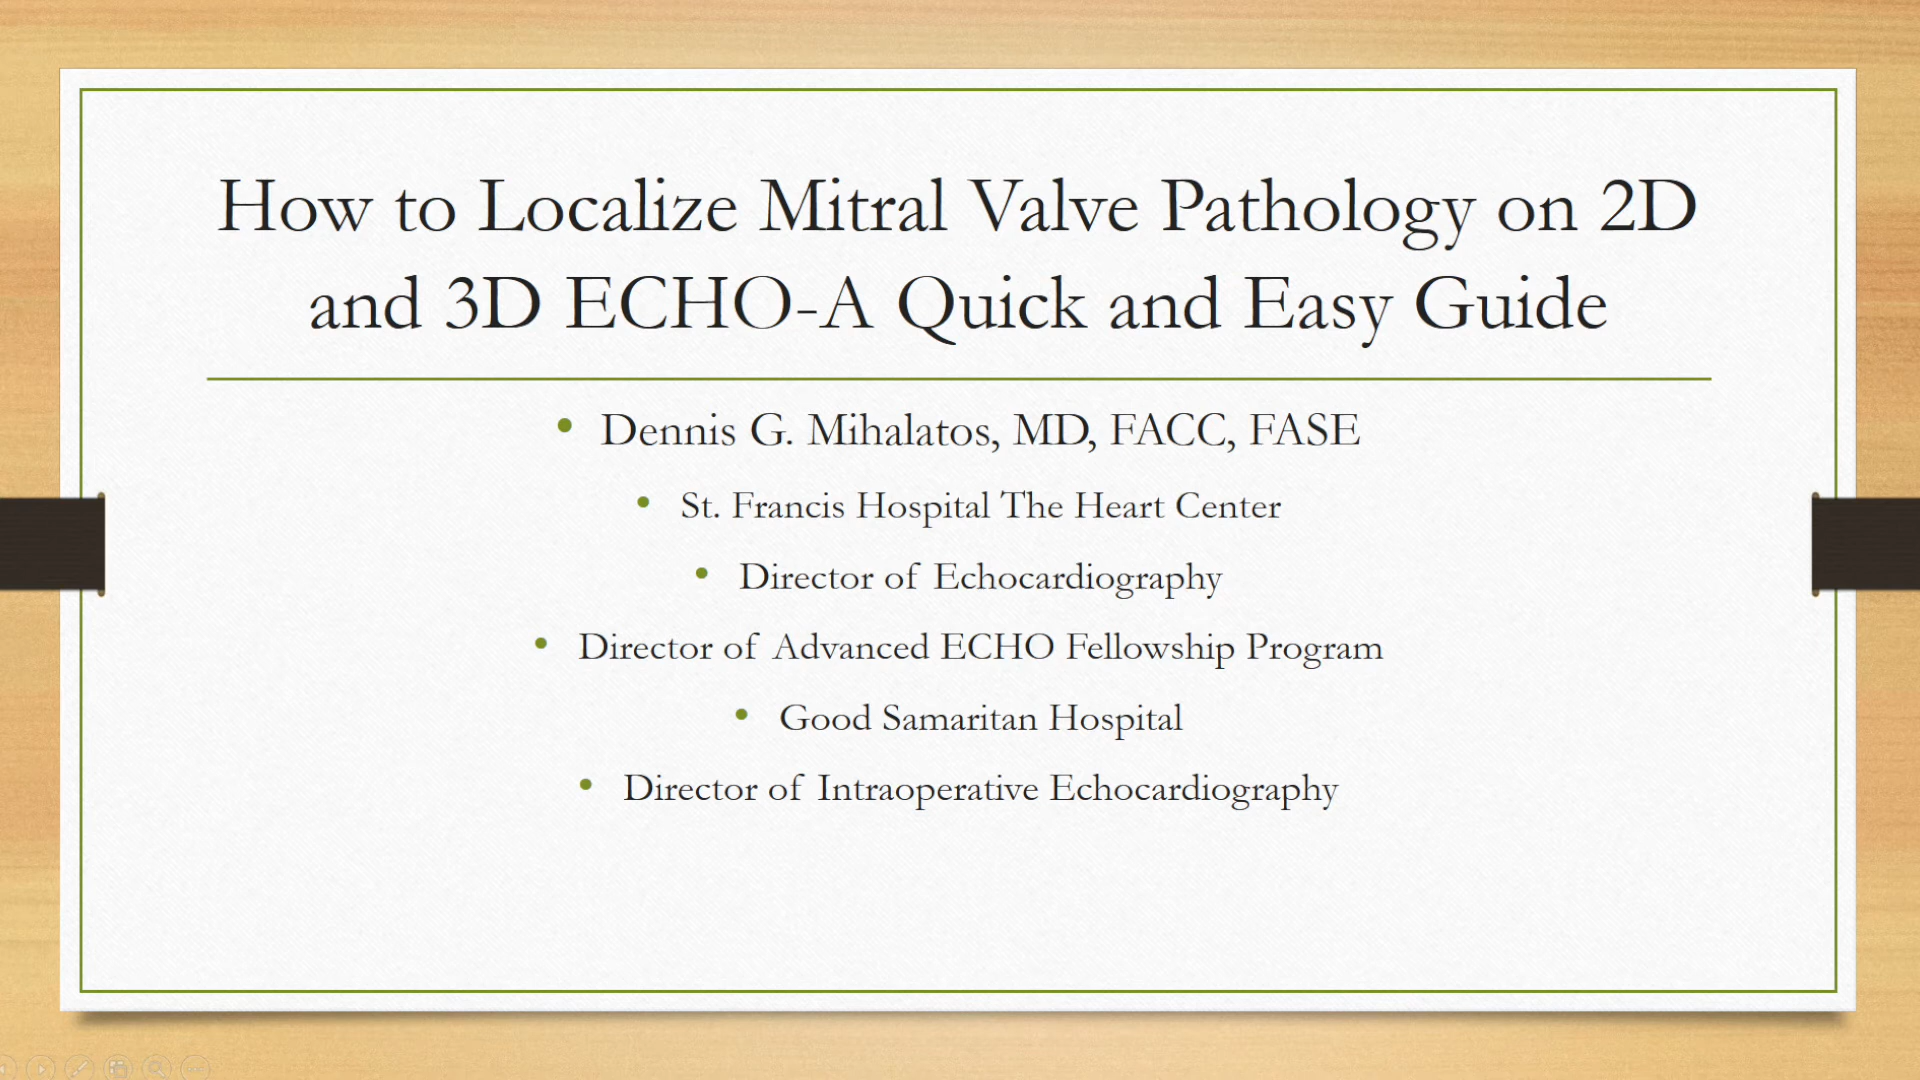 How to Localize Mitral Valve Pathology on 2D
and 3D ECHO-A Quick and Easy Guide
• Dennis G. Mihalatos, MD, FACC, FASE
• St. Francis Hospital The Heart Center
• Director of Echocardiography
• Director of Advanced ECHO Fellowship Program
• Good Samaritan Hospital
• Director of Intraoperative Echocardiography